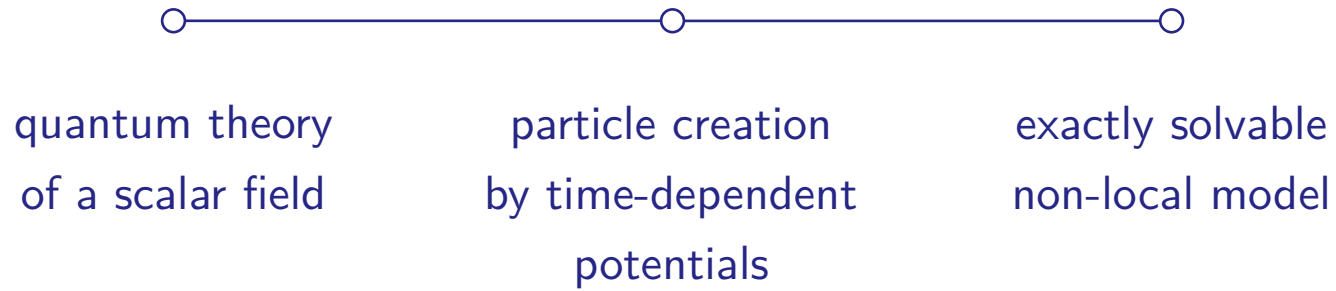 quantum theory
of a scalar field
particle creation
by time-dependent
potentials
exactly solvable
non-local model